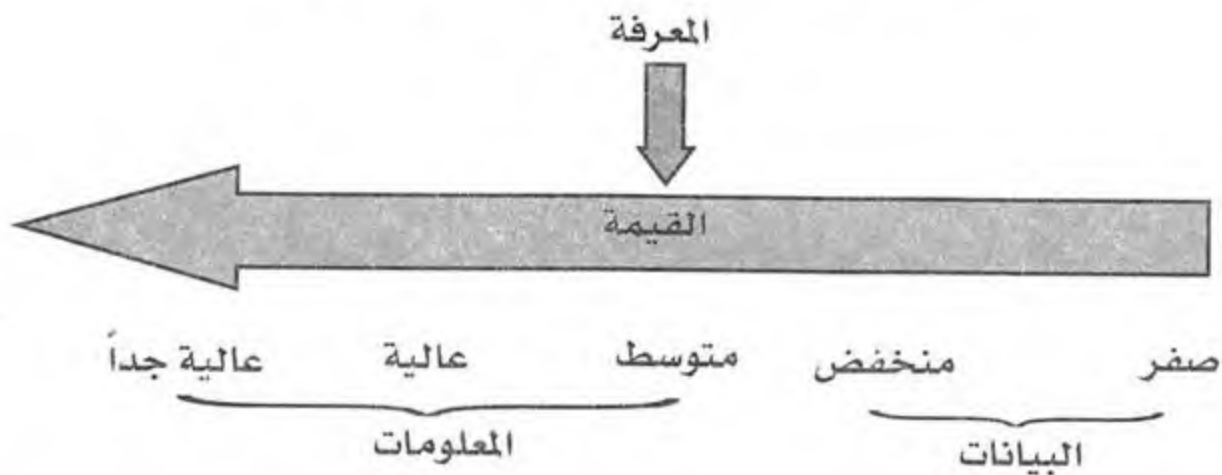 المعرفة
القيمة
صفر منخفض متوسط عالية عالية جداً
البيانات المعلومات